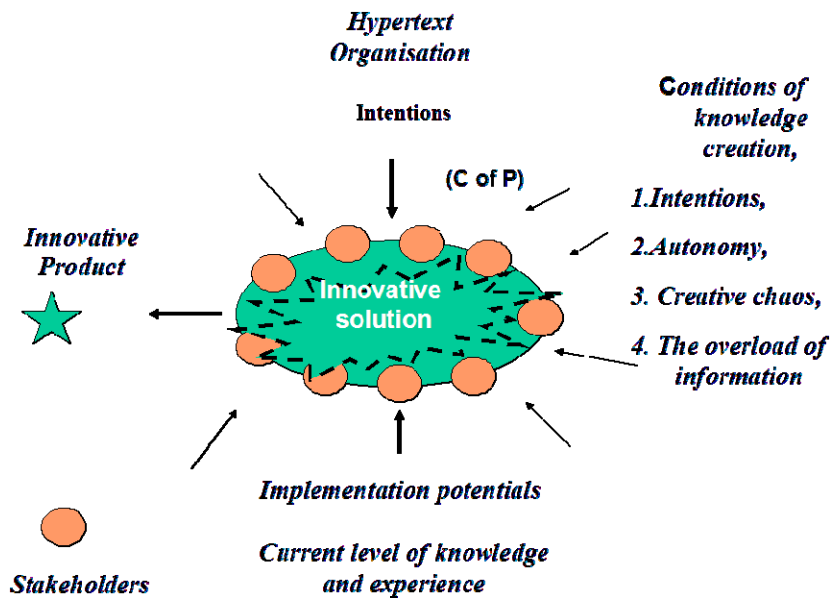 Hypertext
Organisation
Intentions
(C of P)
Conditions of
knowledge
creation,
1.Intentions,
2.Autonomy,
3. Creative chaos,
4. The overload of
information
Innovative
Product
Innovative
solution
Implementation potentials
Current level of knowledge
and experience
Stakeholders